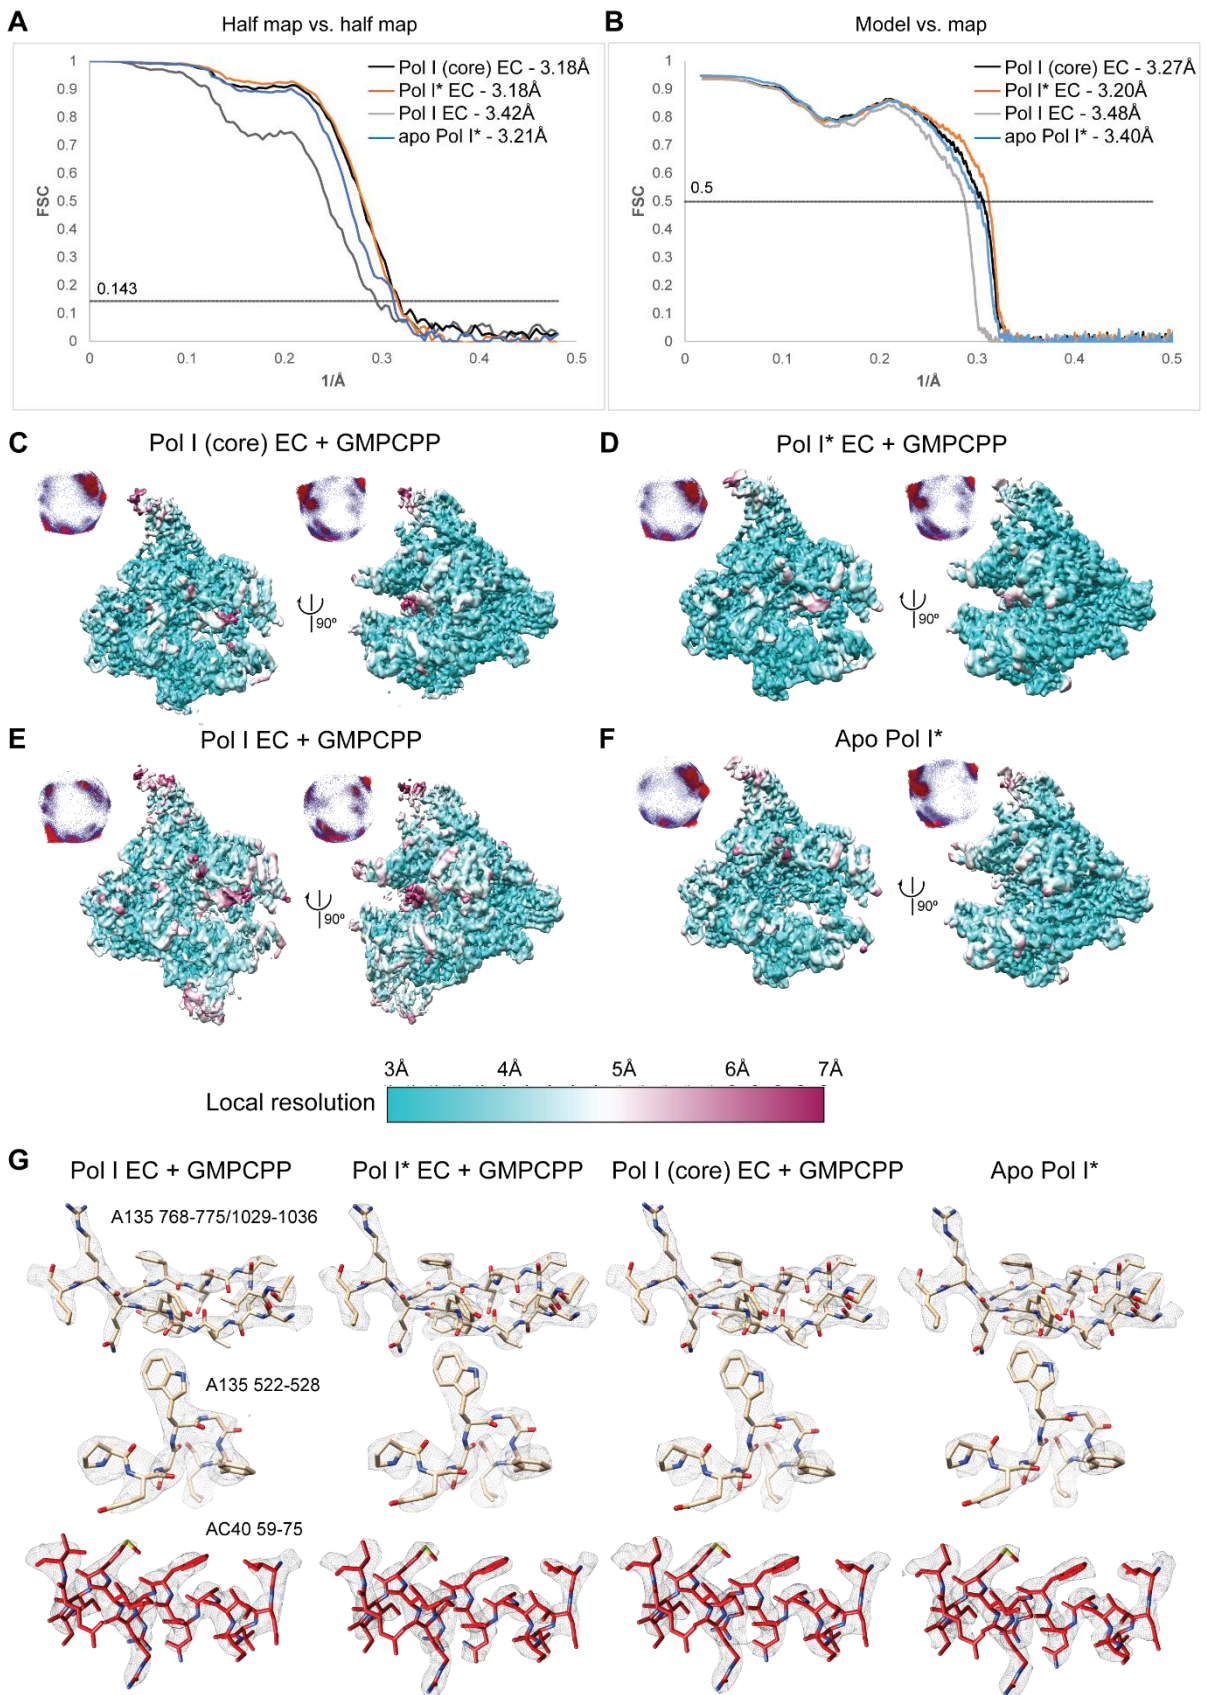 A Half map vs. half map
1
0.9
0.8
0.7
0.6
0.5
0.4
0.3
0.2
0.1
0
FSC
Pol I (core) EC - 3.18Å
Pol I* EC - 3.18Å
Pol I EC - 3.42Å
apo Pol I* - 3.21Å
0.143
0 0.1 0.2 0.3 0.4 0.5
1/Å
B Model vs. map
1
0.9
0.8
0.7
0.6
0.5
0.4
0.3
0.2
0.1
0
FSC
Pol I (core) EC - 3.27Å
Pol I* EC - 3.20Å
Pol I EC - 3.48Å
apo Pol I* - 3.40Å
0.5
0 0.1 0.2 0.3 0.4 0.5
1/Å
C Pol I (core) EC + GMPCPP
90º
D Pol I* EC + GMPCPP
90º
E Pol I EC + GMPCPP
90º
F Apo Pol I*
90º
3Å 4Å 5Å 6Å 7Å
Local resolution
G
Pol I EC + GMPCPP Pol I* EC + GMPCPP Pol I (core) EC + GMPCPP Apo Pol I*
A135 768-775/1029-1036
A135 522-528
AC40 59-75